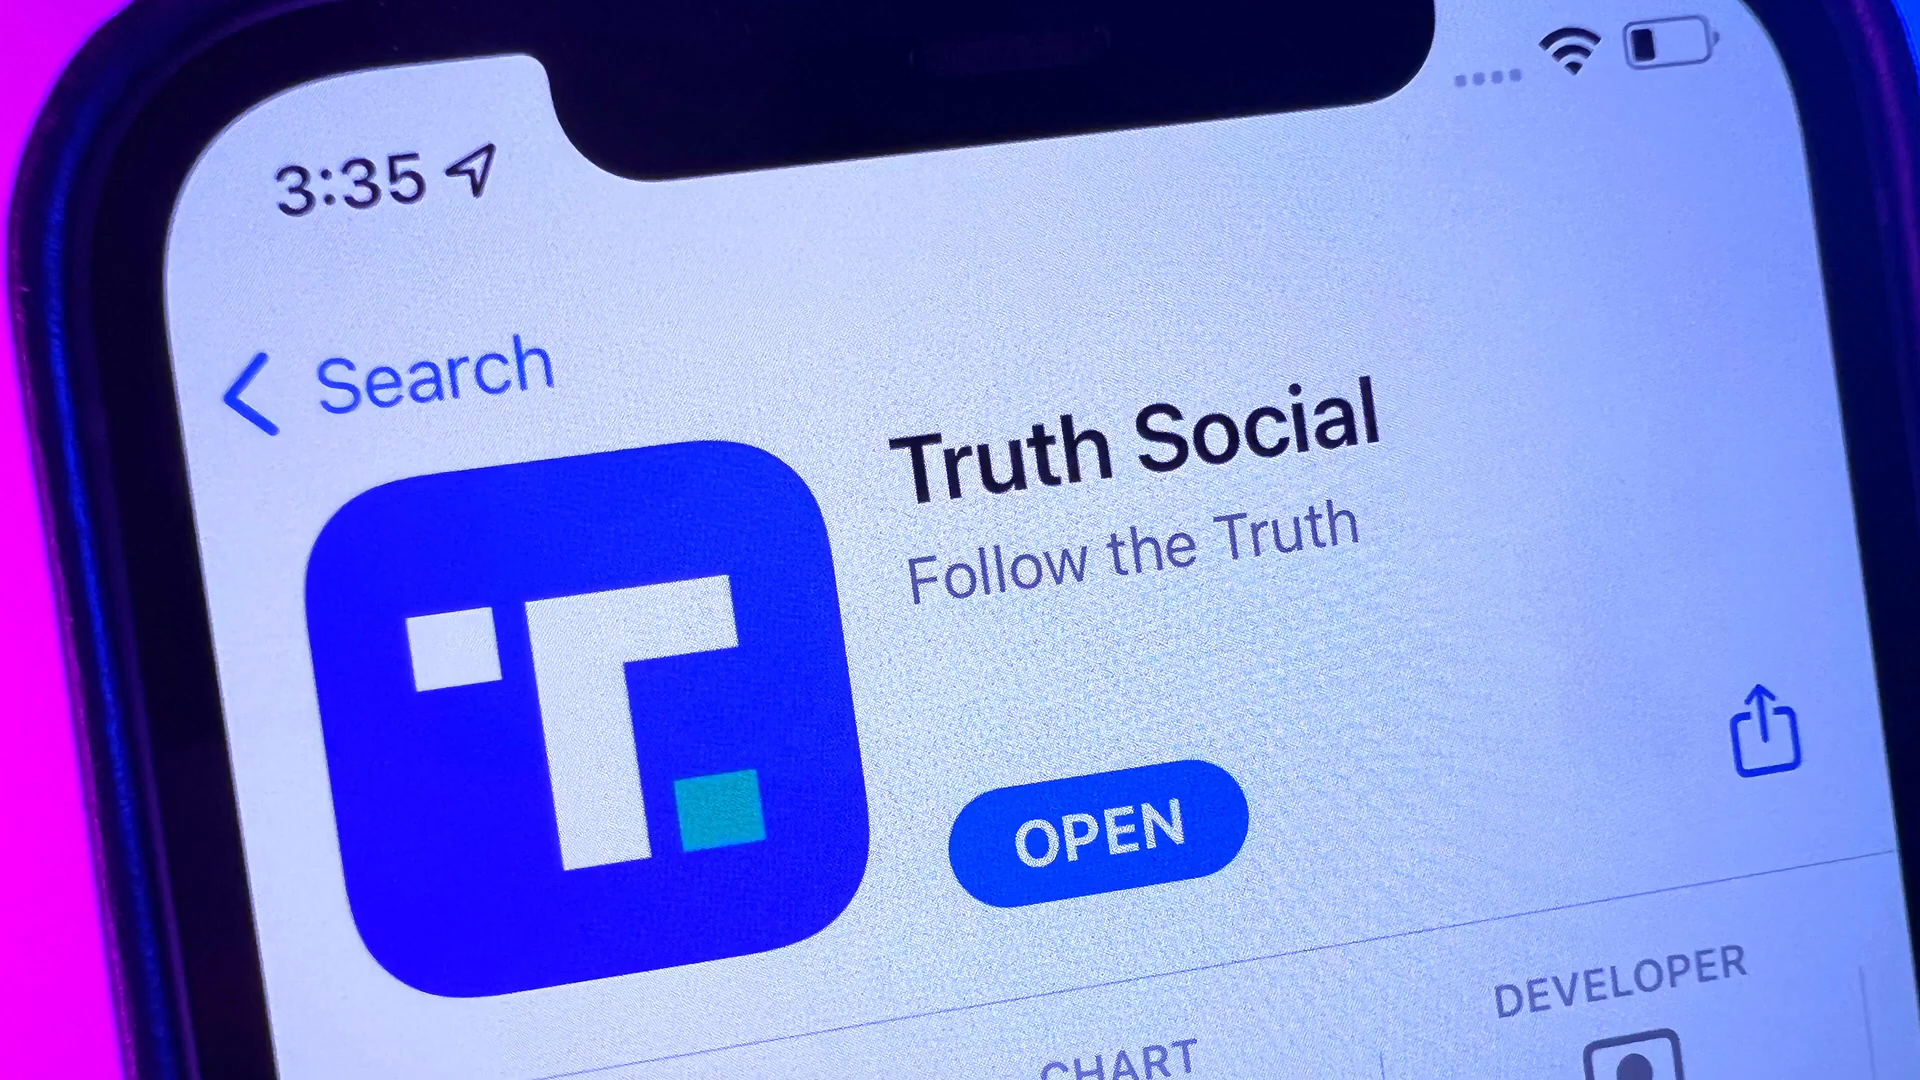 3:35
Search
Truth Social
Follow the Truth
T
OPEN
DEVELOPER
CHART